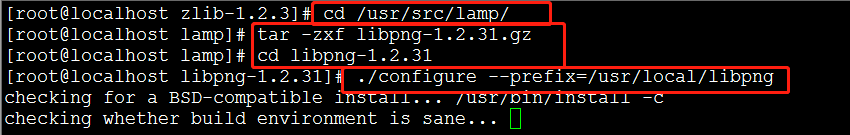 [root@localhost zlib-1.2.3]# cd /usr/src/lamp/
[root@localhost lamp]# tar -zxf libpng-1.2.31.gz
[root@localhost lamp]# cd libpng-1.2.31
[root@localhost libpng-1.2.31]# ./configure --prefix=/usr/local/libpng
checking for a BSD-compatible install... /usr/bin/install -c
checking whether build environment is sane...